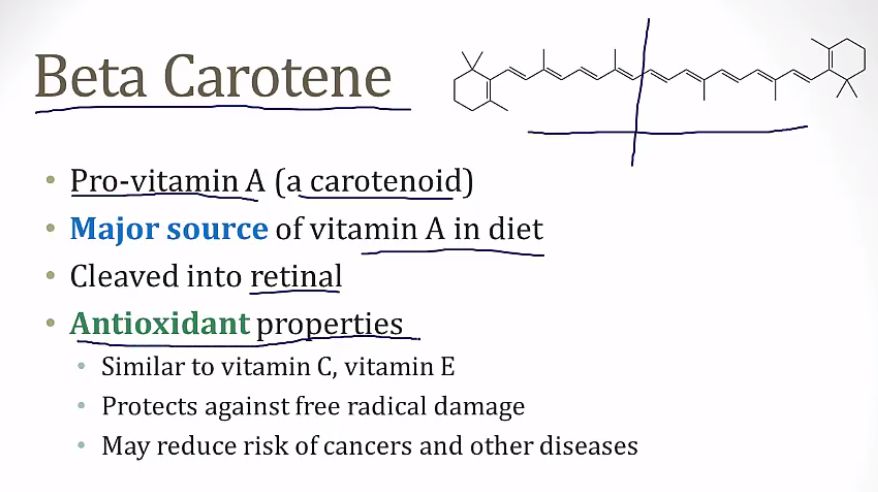 Beta Carotene
• Pro-vitamin A (a carotenoid)
• Major source of vitamin A in diet
• Cleaved into retinal
• Antioxidant properties
• Similar to vitamin C, vitamin E
• Protects against free radical damage
• May reduce risk of cancers and other diseases